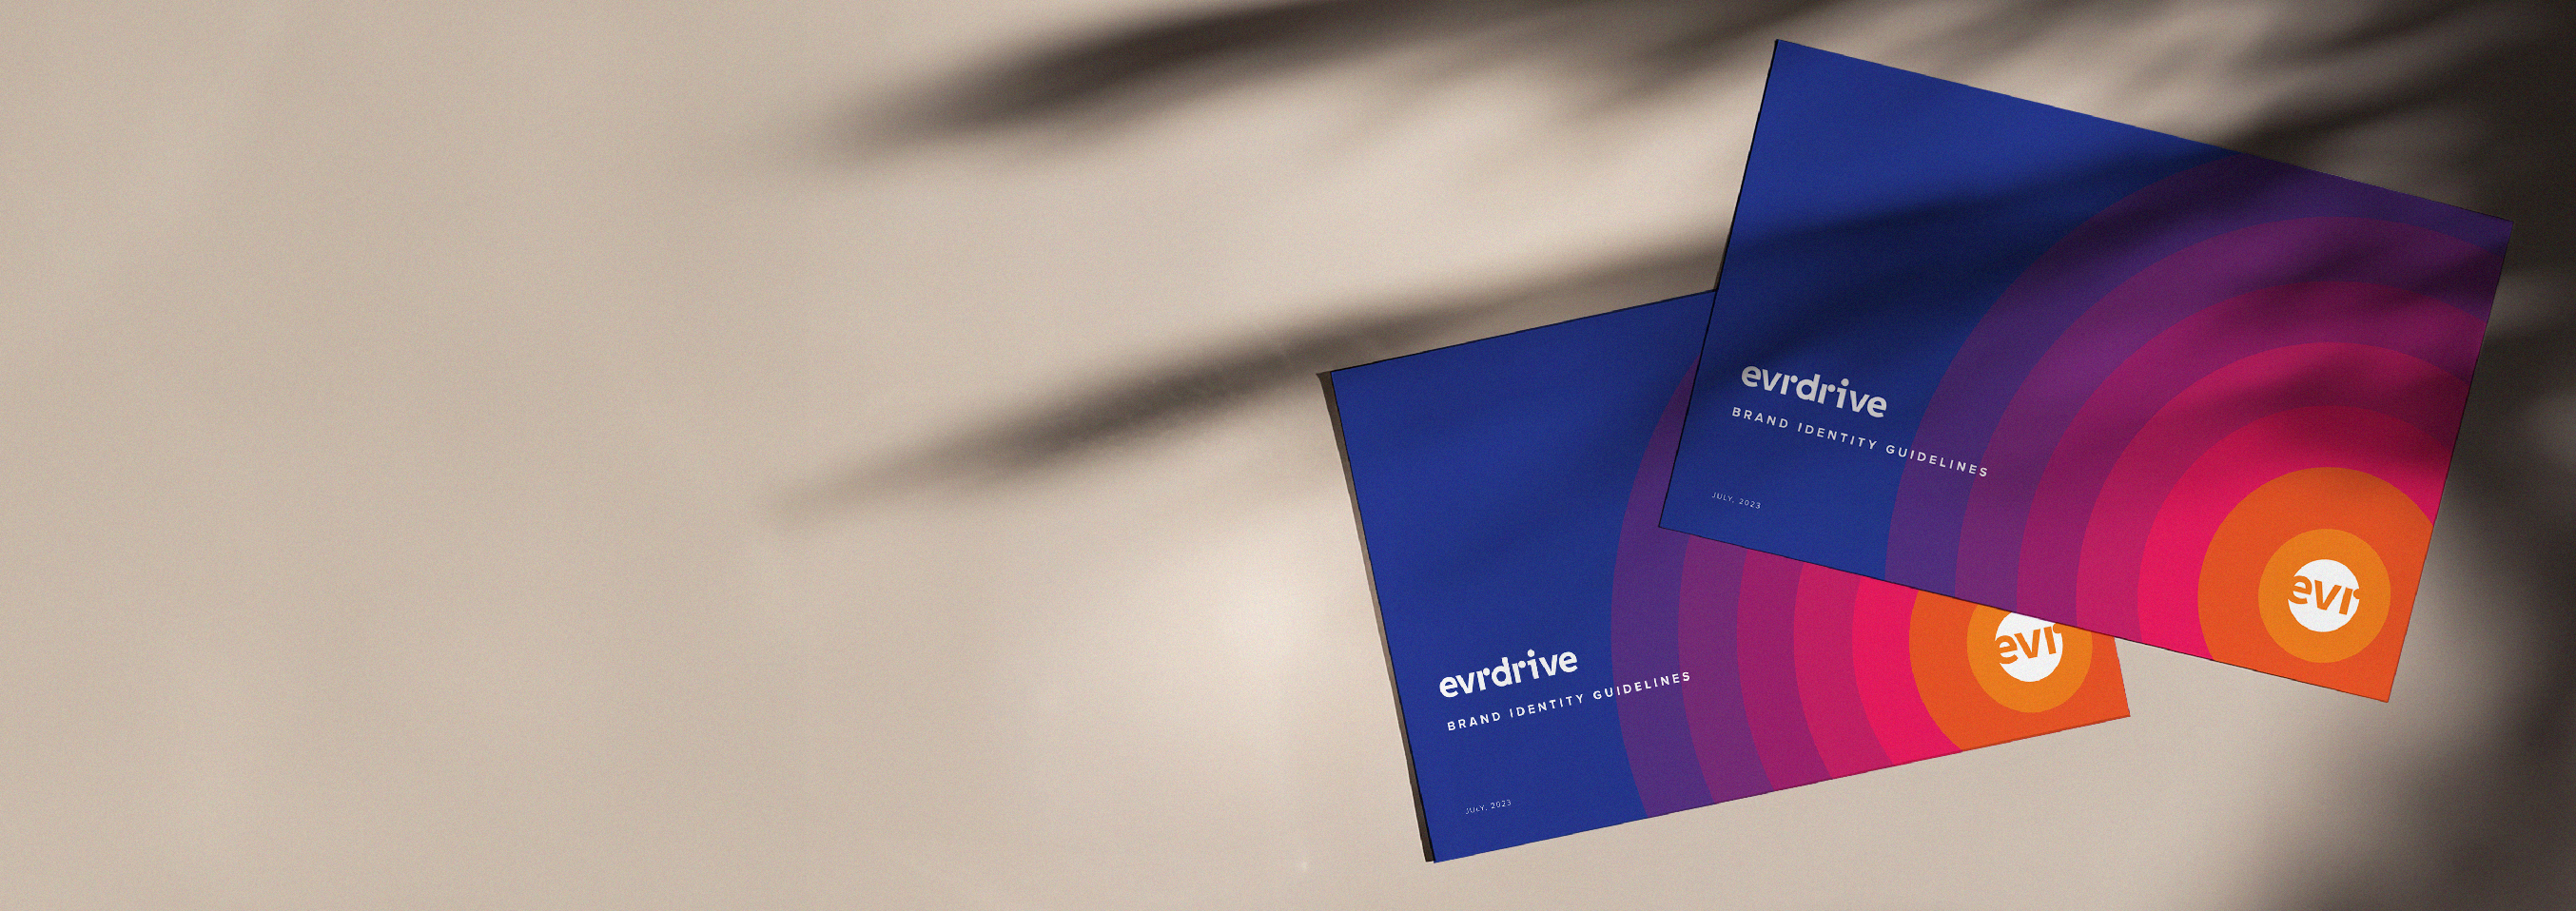 evrdrive
BRAND IDENTITY GUIDELINES
JULY, 2023
evr
evrdrive
BRAND IDENTITY GUIDELINES
JULY, 2023
evr